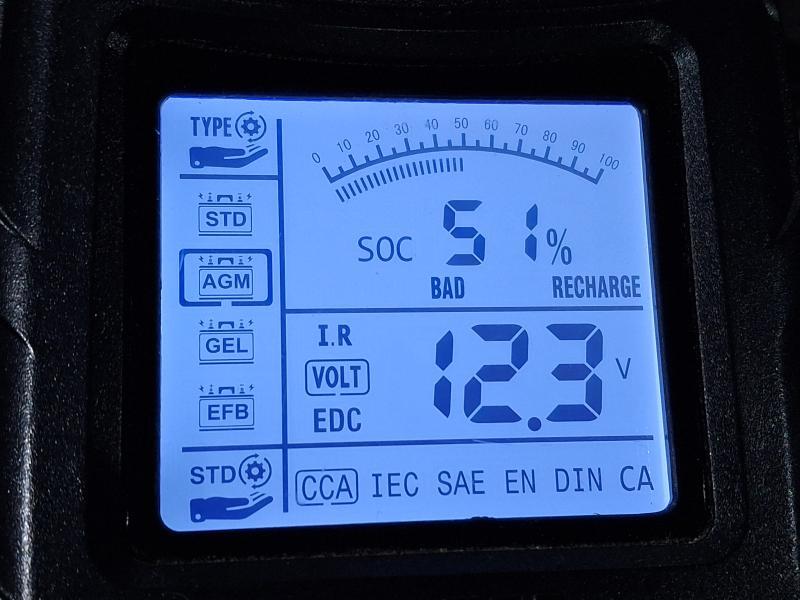 TYPE
0 10 20 30 40 50 60 70 80 90 100
STD
SOC 51%
AGM
BAD RECHARGE
GEL
I.R
VOLT
12.3 V
EFB
EDC
STD
CCA IEC SAE EN DIN CA